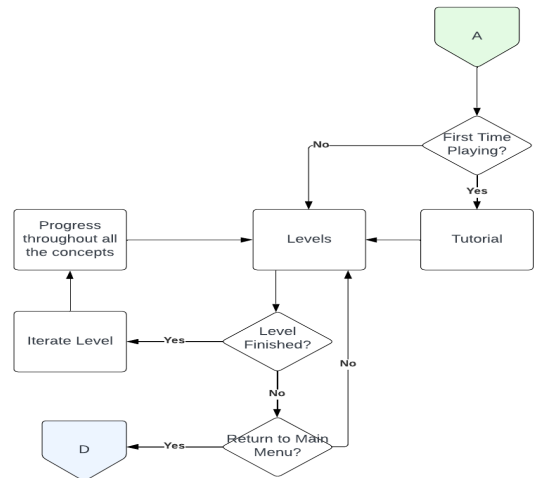 A
First Time
Playing?
No
Yes
Progress
throughout all
the concepts
Levels
Tutorial
Iterate Level
Yes
Level
Finished?
No
No
D
Yes
Return to Main
Menu?